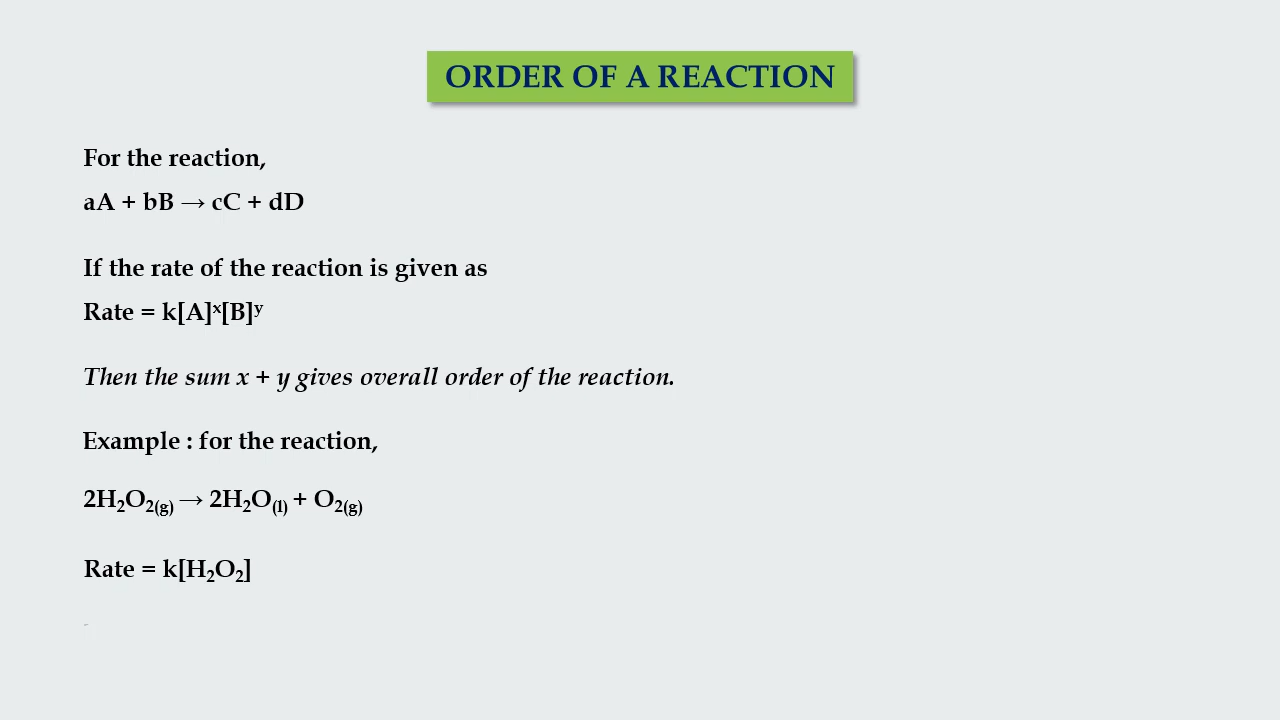 ORDER OF A REACTION
For the reaction,
aA + bB → cC + dD
If the rate of the reaction is given as
Rate = k[A]ˣ[B]ʸ
Then the sum x + y gives overall order of the reaction.
Example : for the reaction,
2H₂O₂(g) → 2H₂O(l) + O₂(g)
Rate = k[H₂O₂]